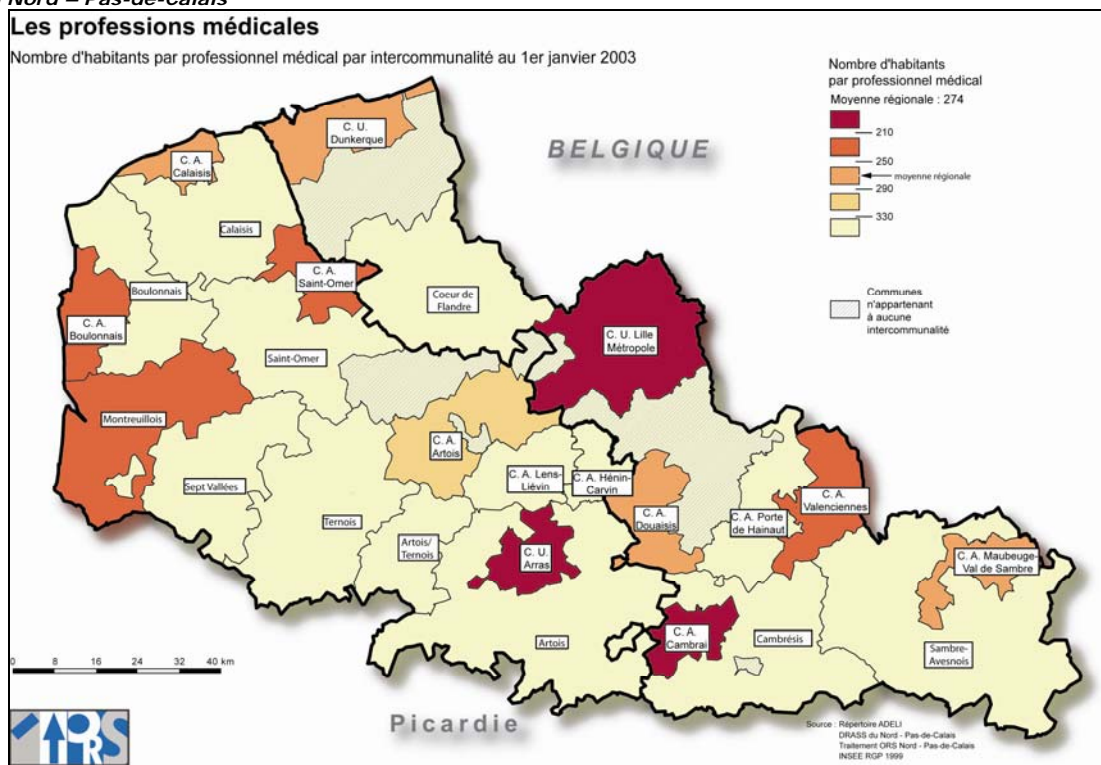 Nord – Pas-de-Calais
Les professions médicales
Nombre d'habitants par professionnel médical par intercommunalité au 1er janvier 2003
Nombre d'habitants
par professionnel médical
Moyenne régionale : 274
210
250
moyenne régionale
290
330
Communes
n'appartenant
à aucune
intercommunalité
BELGIQUE
C. U.
Dunkerque
C. A.
Calaisis
Calaisis
C. A.
Saint-Omer
Boulonnais
C. A.
Boulonnais
Coeur de
Flandre
C. U. Lille
Métropole
Saint-Omer
Montreuillois
C. A.
Artois
C. A. Lens-
Liévin
C. A. Hénin-
Carvin
Sept Vallées
Ternois
C. A.
Douaisis
C. A. Porte
de Hainaut
C. A.
Valenciennes
Artois/
Ternois
C. U.
Arras
C. A. Maubeuge-
Val de Sambre
Artois
C. A.
Cambrai
Cambrésis
Sambre-
Avesnois
0 8 16 24 32 40 km
Picardie
ORS
Source : Répertoire ADELI
DRASS du Nord - Pas-de-Calais
Traitement ORS Nord - Pas-de-Calais
INSEE RGP 1999